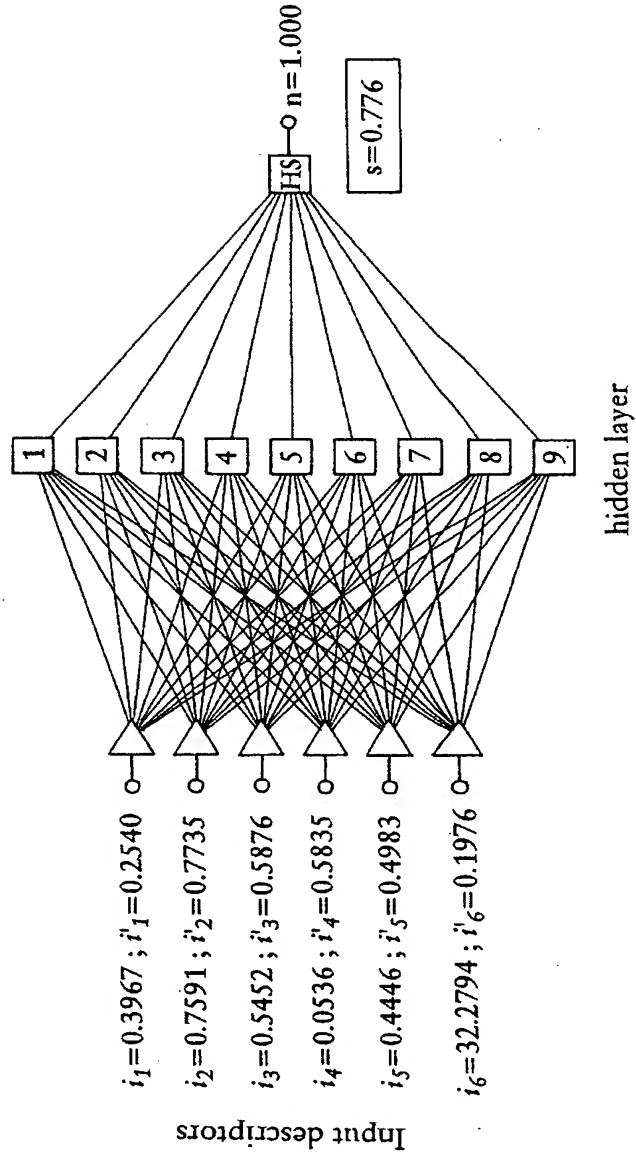 Input descriptors
i1=0.3967 ; i'1=0.2540
i2=0.7591 ; i'2=0.7735
i3=0.5452 ; i'3=0.5876
i4=0.0536 ; i'4=0.5835
i5=0.4446 ; i'5=0.4983
i6=32.2794 ; i'6=0.1976
1
2
3
4
5
6
7
8
9
hidden layer
HS
n=1.000
s=0.776